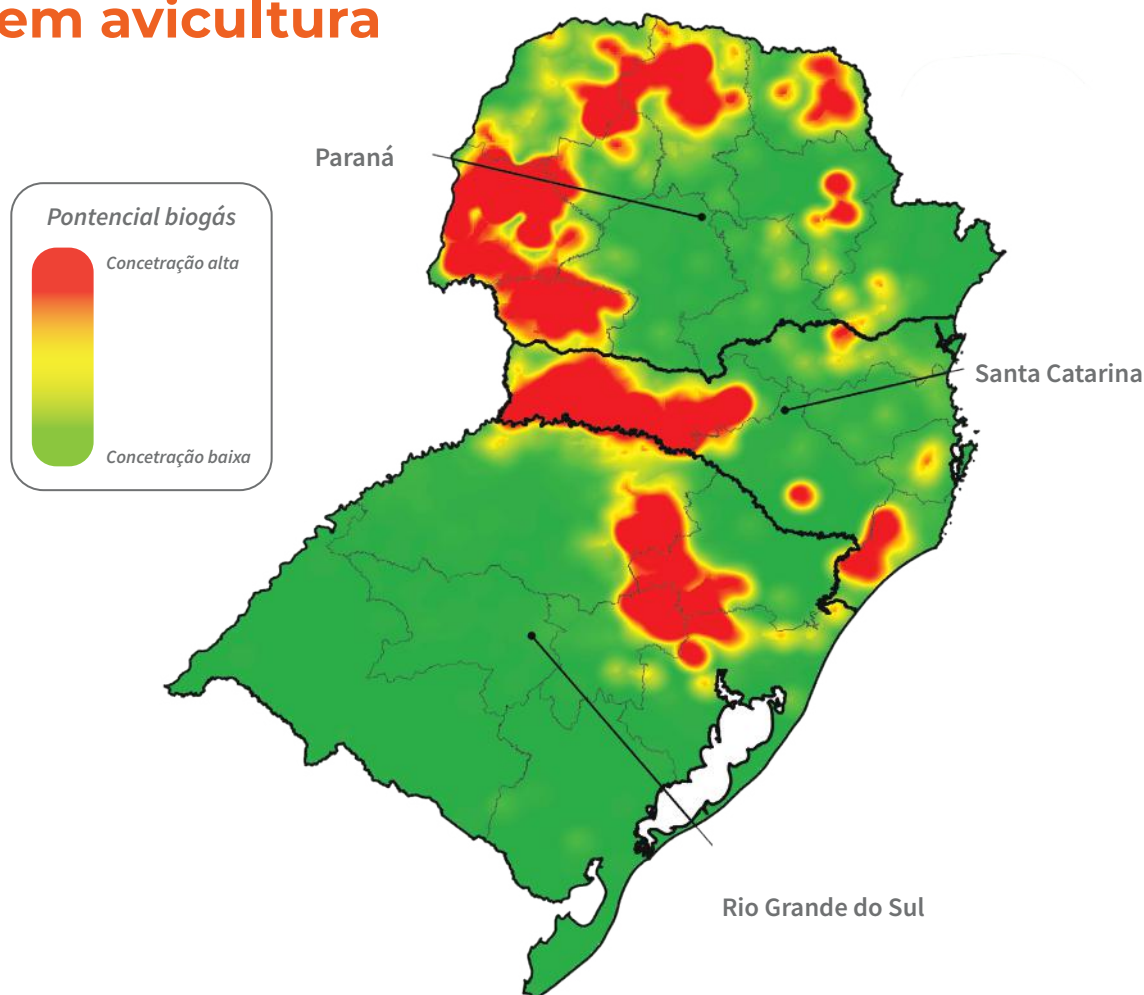 em avicultura
Paraná
Pontencial biogás
Concetração alta
Concetração baixa
Santa Catarina
Rio Grande do Sul